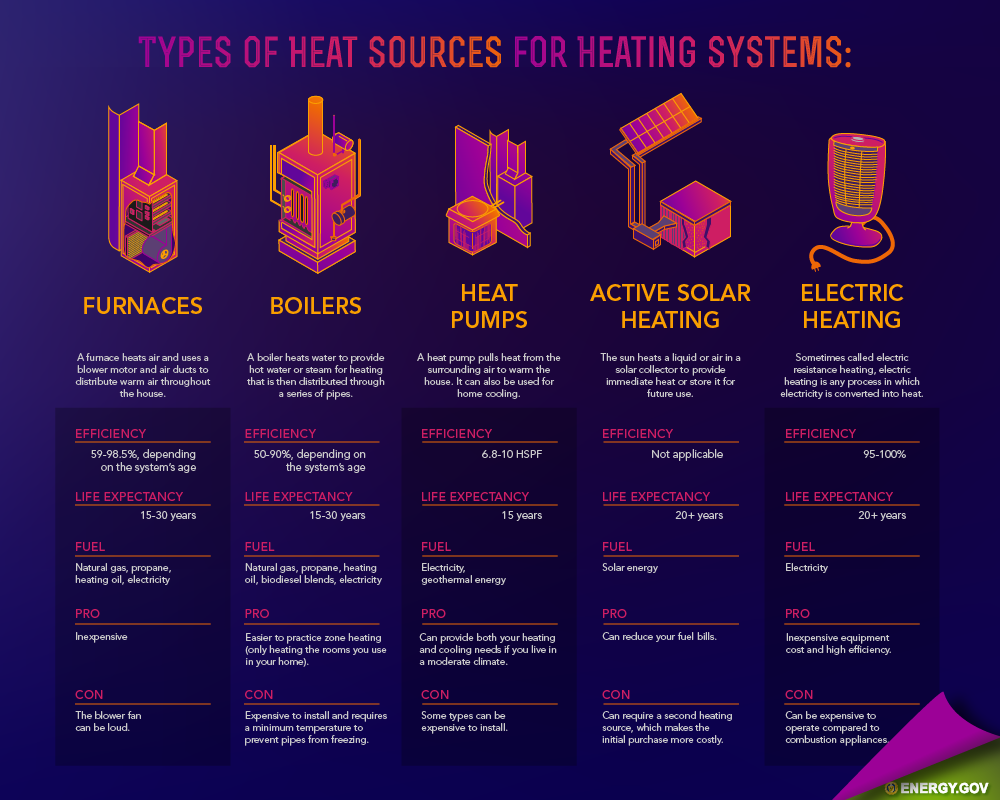 TYPES OF HEAT SOURCES FOR HEATING SYSTEMS:
FURNACES
A furnace heats air and uses a
blower motor and air ducts to
distribute warm air throughout
the house.
EFFICIENCY
59-98.5%, depending
on the system's age
LIFE EXPECTANCY
15-30 years
FUEL
Natural gas, propane,
heating oil, electricity
PRO
Inexpensive
CON
The blower fan
can be loud.
BOILERS
A boiler heats water to provide
hot water or steam for heating
that is then distributed through
a series of pipes.
EFFICIENCY
50-90%, depending on
the system's age
LIFE EXPECTANCY
15-30 years
FUEL
Natural gas, propane, heating
oil, biodiesel blends, electricity
PRO
Easier to practice zone heating
(only heating the rooms you use
in your home).
CON
Expensive to install and requires
a minimum temperature to
prevent pipes from freezing.
HEAT
PUMPS
A heat pump pulls heat from the
surrounding air to warm the
house. It can also be used for
home cooling.
EFFICIENCY
6.8-10 HSPF
LIFE EXPECTANCY
15 years
FUEL
Electricity,
geothermal energy
PRO
Can provide both your heating
and cooling needs if you live in
a moderate climate.
CON
Some types can be
expensive to install.
ACTIVE SOLAR
HEATING
The sun heats a liquid or air in a
solar collector to provide
immediate heat or store it for
future use.
EFFICIENCY
Not applicable
LIFE EXPECTANCY
20+ years
FUEL
Solar energy
PRO
Can reduce your fuel bills.
CON
Can require a second heating
source, which makes the
initial purchase more costly.
ELECTRIC
HEATING
Sometimes called electric
resistance heating, electric
heating is any process in which
electricity is converted into heat.
EFFICIENCY
95-100%
LIFE EXPECTANCY
20+ years
FUEL
Electricity
PRO
Inexpensive equipment
cost and high efficiency.
CON
Can be expensive to
operate compared to
combustion appliances.
ENERGY.GOV